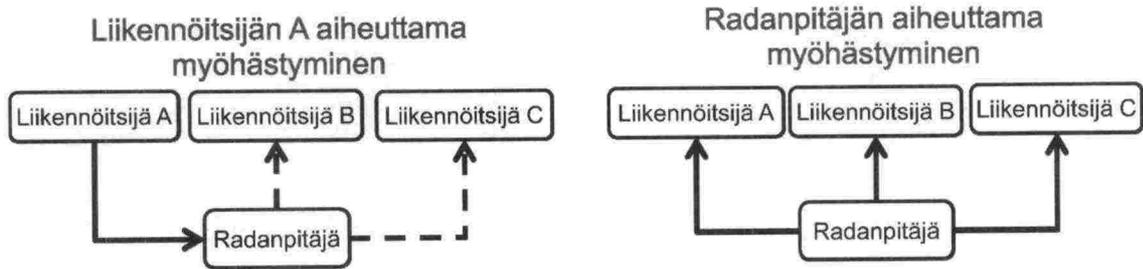 Liikennöitsijän A aiheuttama
myöhästyminen
Liikennöitsijä A
Liikennöitsijä B
Liikennöitsijä C
Radanpitäjä
Radanpitäjän aiheuttama
myöhästyminen
Liikennöitsijä A
Liikennöitsijä B
Liikennöitsijä C
Radanpitäjä